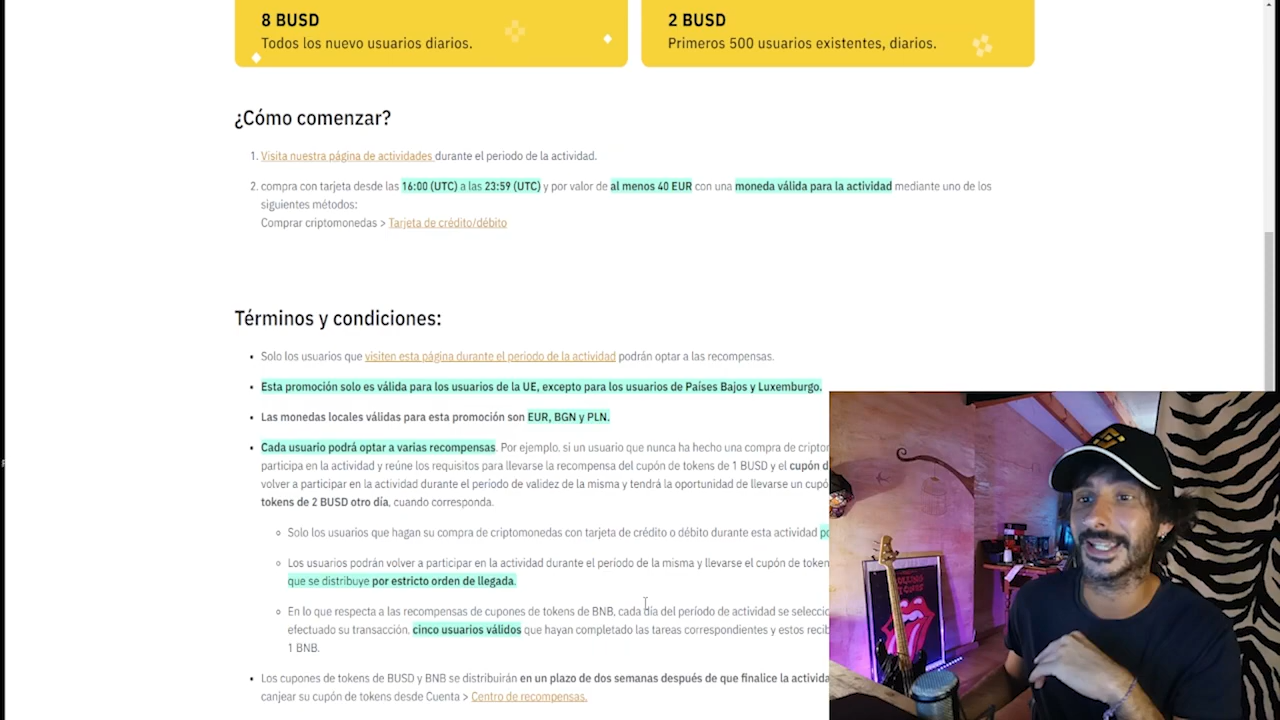 8 BUSD
Todos los nuevo usuarios diarios.
2 BUSD
Primeros 500 usuarios existentes, diarios.
¿Cómo comenzar?
1. Visita nuestra página de actividades durante el periodo de la actividad.
2. compra con tarjeta desde las 16:00 (UTC) a las 23:59 (UTC) y por valor de al menos 40 EUR con una moneda válida para la actividad mediante uno de los
siguientes métodos:
Comprar criptomonedas > Tarjeta de crédito/débito
Términos y condiciones:
• Solo los usuarios que visiten esta página durante el periodo de la actividad podrán optar a las recompensas.
• Esta promoción solo es válida para los usuarios de la UE, excepto para los usuarios de Países Bajos y Luxemburgo.
• Las monedas locales válidas para esta promoción son EUR, BGN y PLN.
• Cada usuario podrá optar a varias recompensas. Por ejemplo, si un usuario que nunca ha hecho una compra de cripto
participa en la actividad y reúne los requisitos para llevarse la recompensa del cupón de tokens de 1 BUSD y el cupón d
volver a participar en la actividad durante el período de validez de la misma y tendrá la oportunidad de llevarse un cup
tokens de 2 BUSD otro día, cuando corresponda.
◦ Solo los usuarios que hagan su compra de criptomonedas con tarjeta de crédito o débito durante esta actividad po
◦ Los usuarios podrán volver a participar en la actividad durante el período de la misma y llevarse el cupón de token
que se distribuye por estricto orden de llegada.
◦ En lo que respecta a las recompensas de cupones de tokens de BNB, cada día del período de actividad se selecci
efectuado su transacción, cinco usuarios válidos que hayan completado las tareas correspondientes y estos recib
1 BNB.
• Los cupones de tokens de BUSD y BNB se distribuirán en un plazo de dos semanas después de que finalice la activida
canjear su cupón de tokens desde Cuenta > Centro de recompensas.